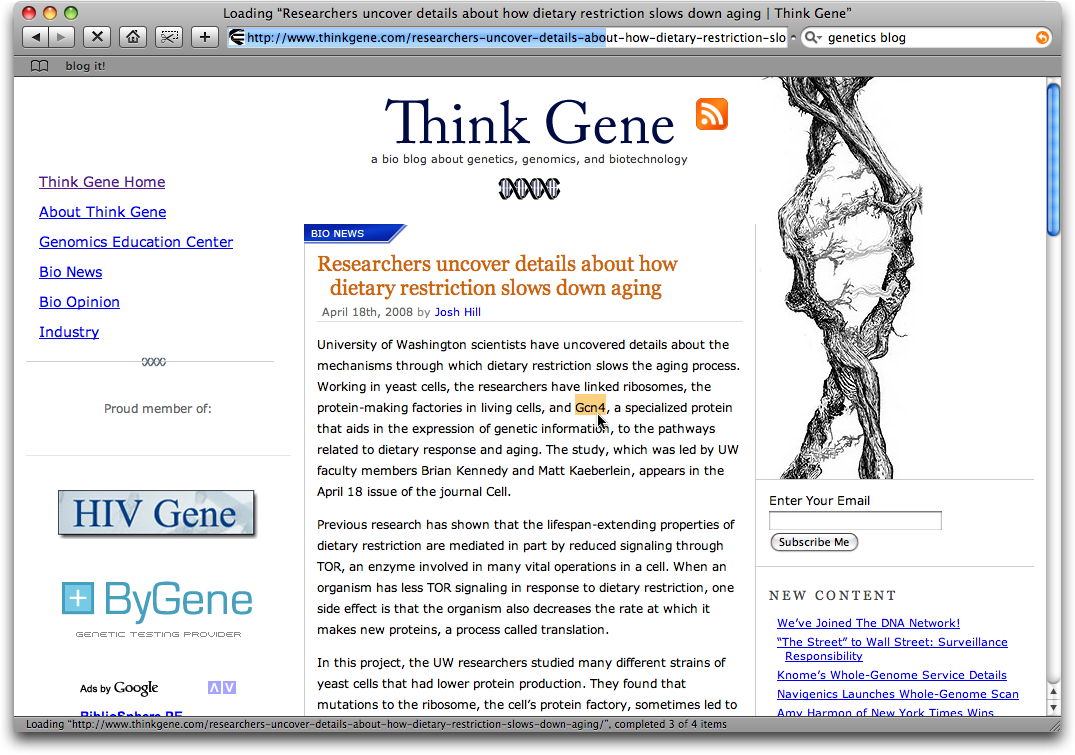 Loading “Researchers uncover details about how dietary restriction slows down aging | Think Gene”
http://www.thinkgene.com/researchers-uncover-details-about-how-dietary-restriction-slo
genetics blog
blog it!
Think Gene
a bio blog about genetics, genomics, and biotechnology
Think Gene Home
About Think Gene
Genomics Education Center
Bio News
Bio Opinion
Industry
Proud member of:
HIV Gene
ByGene
GENETIC TESTING PROVIDER
Ads by Google
BiblioSphere PE
BIO NEWS
Researchers uncover details about how
dietary restriction slows down aging
April 18th, 2008 by Josh Hill
University of Washington scientists have uncovered details about the
mechanisms through which dietary restriction slows the aging process.
Working in yeast cells, the researchers have linked ribosomes, the
protein-making factories in living cells, and Gcn4, a specialized protein
that aids in the expression of genetic information, to the pathways
related to dietary response and aging. The study, which was led by UW
faculty members Brian Kennedy and Matt Kaeberlein, appears in the
April 18 issue of the journal Cell.
Previous research has shown that the lifespan-extending properties of
dietary restriction are mediated in part by reduced signaling through
TOR, an enzyme involved in many vital operations in a cell. When an
organism has less TOR signaling in response to dietary restriction, one
side effect is that the organism also decreases the rate at which it
makes new proteins, a process called translation.
In this project, the UW researchers studied many different strains of
yeast cells that had lower protein production. They found that
mutations to the ribosome, the cell’s protein factory, sometimes led to
Enter Your Email
Subscribe Me
NEW CONTENT
We’ve Joined The DNA Network!
“The Street” to Wall Street: Surveillance
Responsibility
Knome’s Whole-Genome Service Details
Navigenics Launches Whole-Genome Scan
Amy Harmon of New York Times Wins
Loading “http://www.thinkgene.com/researchers-uncover-details-about-how-dietary-restriction-slows-down-aging/”, completed 3 of 4 items